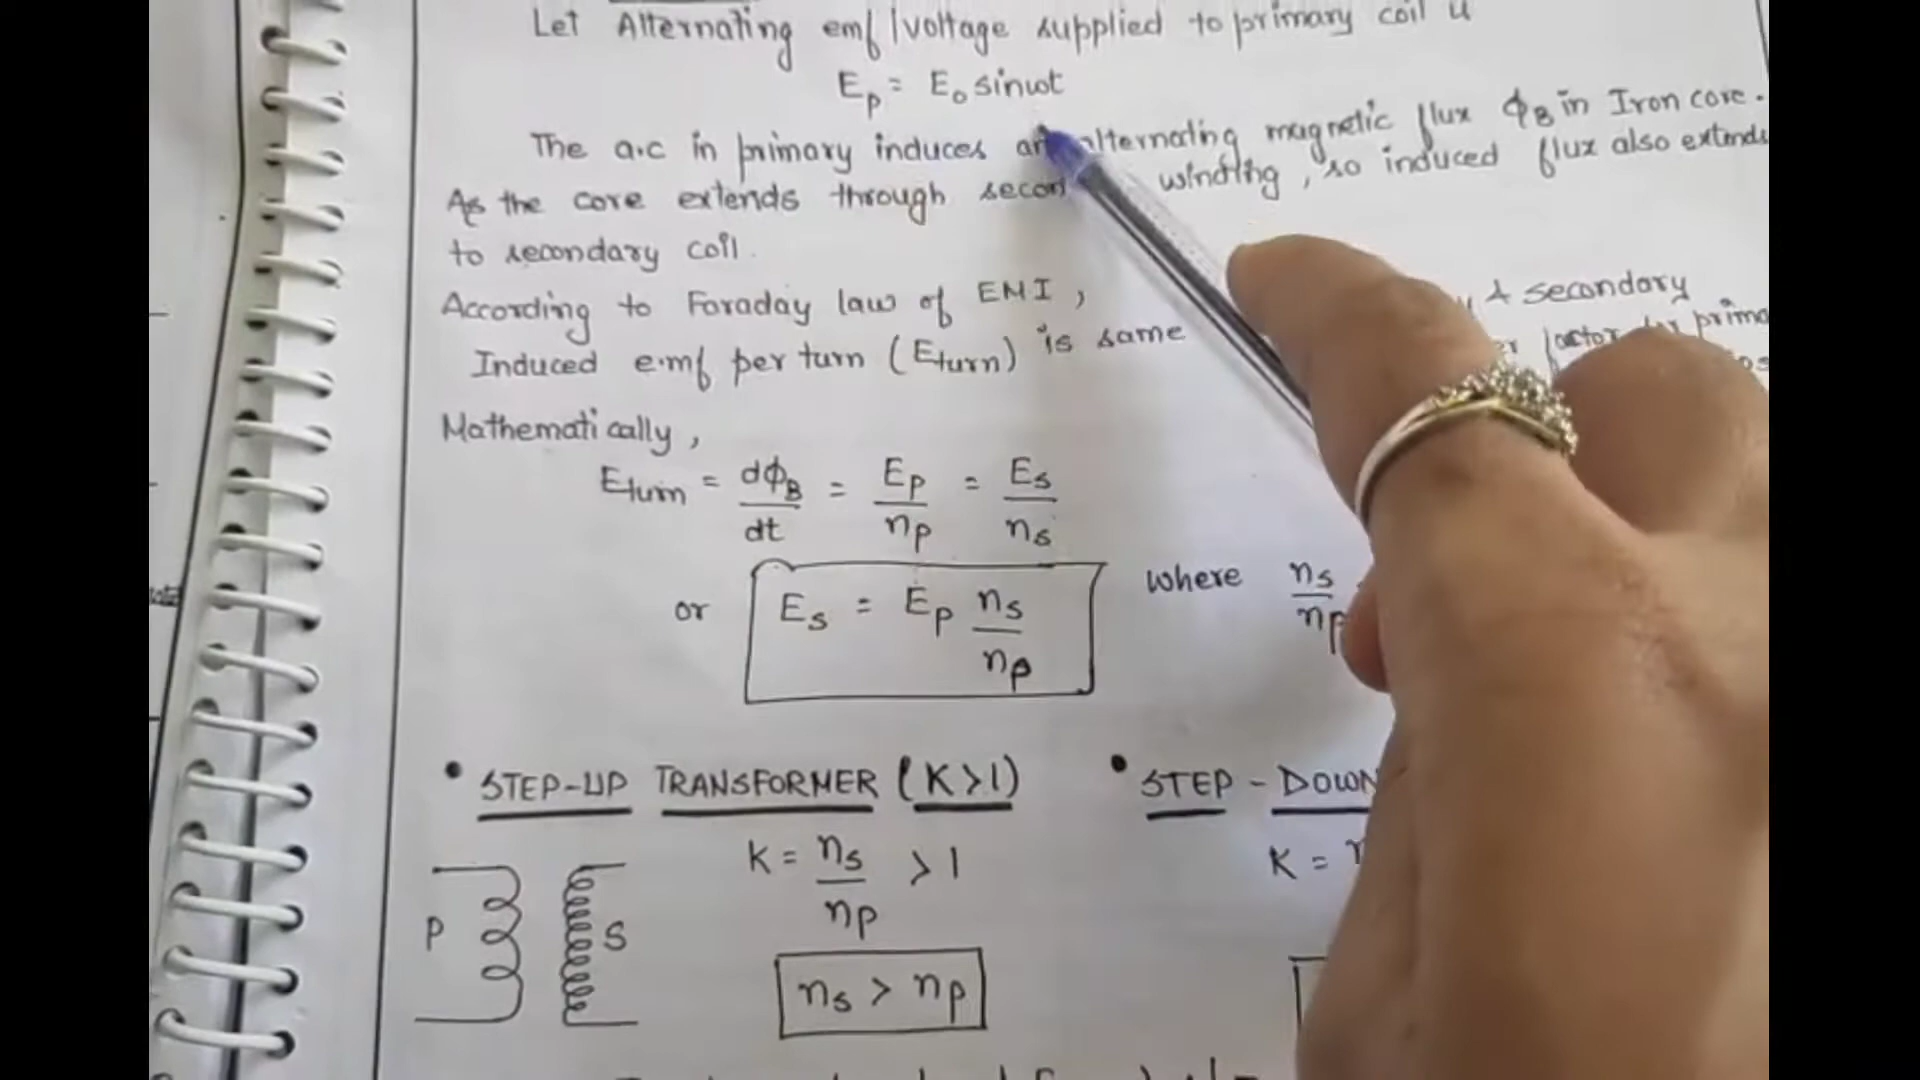 Let Alternating emf/voltage supplied to primary coil
Ep = E₀ sinωt
The a.c in primary induces an alternating magnetic flux ϕB in Iron core.
As the core extends through winding, so induced flux also extends
to secondary coil.
According to Faraday law of EMI, & secondary
Induced e.mf per turn (Eturn) is same
Mathematically,
Eturn = dϕB/dt = Ep/np = Es/ns
or Es = Ep ns/np where ns/np
• STEP-UP TRANSFORMER (K>1) • STEP-DOWN
K = ns/np > 1 K =
P S
ns > np